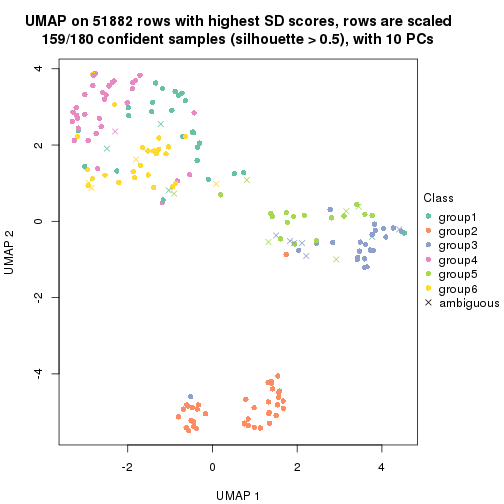 UMAP on 51882 rows with highest SD scores, rows are scaled
159/180 confident samples (silhouette > 0.5), with 10 PCs
4
2
0
-2
-4
UMAP 2
-2
0
2
4
UMAP 1
Class
group1
group2
group3
group4
group5
group6
ambiguous